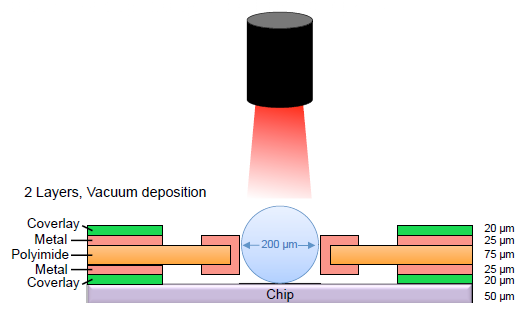 2 Layers, Vacuum deposition
Coverlay
Metal
Polyimide
Metal
Coverlay
200 µm
20 µm
25 µm
75 µm
25 µm
20 µm
50 µm
Chip